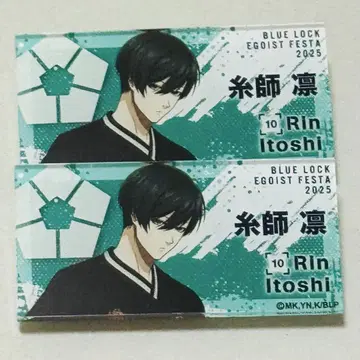 BLUE LOCK
EGOIST FESTA
2025
糸師 凛
10 Rin
Itoshi
BLUE LOCK
EGOIST FESTA
2025
糸師 凛
10 Rin
Itoshi
©MK,YN,K/BLP